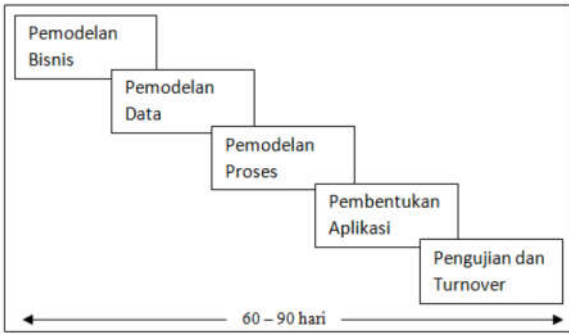 Pemodelan
Bisnis
Pemodelan
Data
Pemodelan
Proses
Pembentukan
Aplikasi
Pengujian dan
Turnover
60 – 90 hari